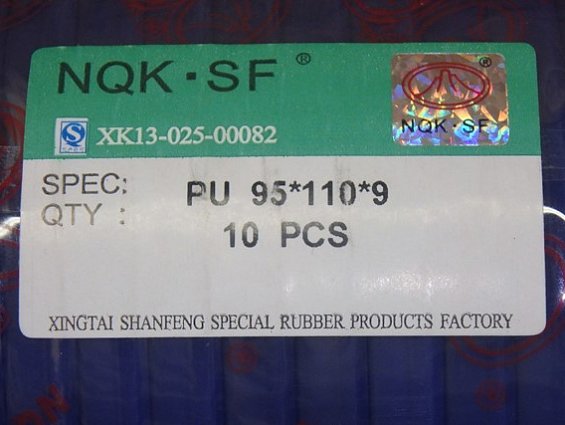 NQK·SF®
®
NQK·SF
XK13-025-00082
SPEC: PU 95*110*9
QTY : 10 PCS
XINGTAI SHANFENG SPECIAL RUBBER PRODUCTS FACTORY